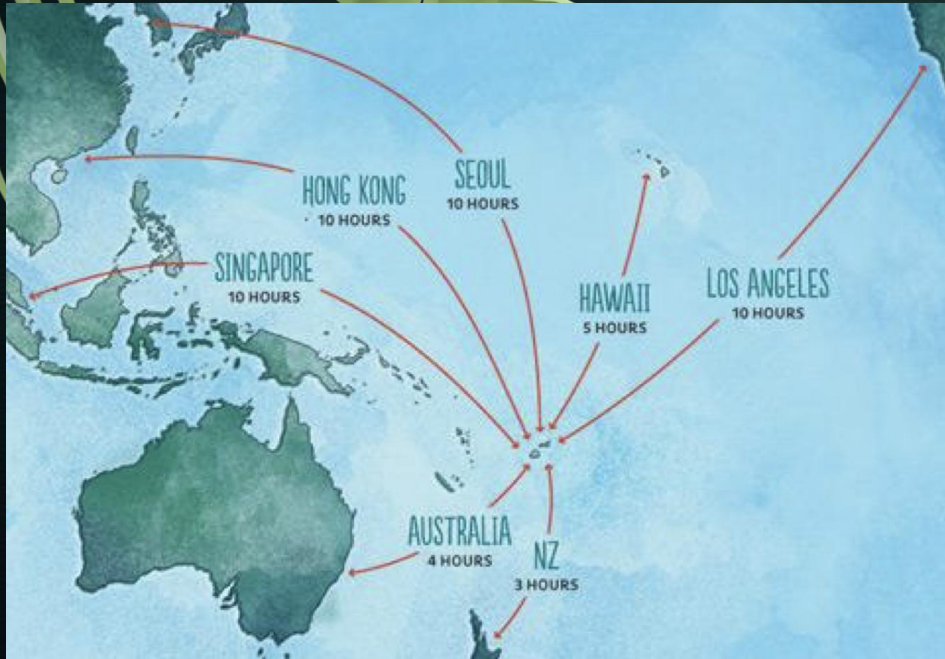 SEOUL
10 HOURS
HONG KONG
10 HOURS
SINGAPORE
10 HOURS
HAWAII
5 HOURS
LOS ANGELES
10 HOURS
AUSTRALIA
4 HOURS
NZ
3 HOURS